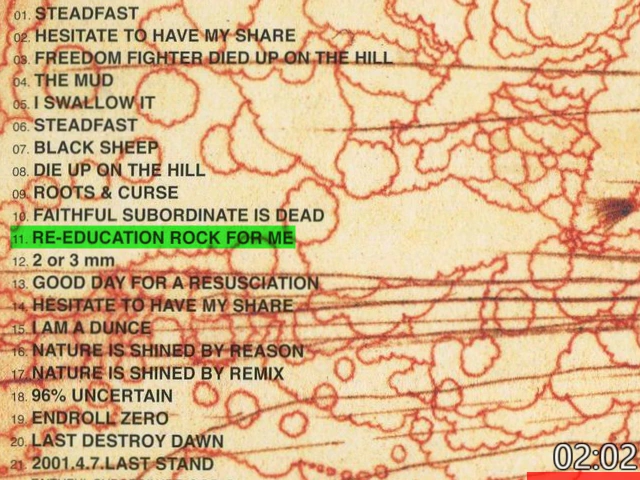 01. STEADFAST
02. HESITATE TO HAVE MY SHARE
03. FREEDOM FIGHTER DIED UP ON THE HILL
04. THE MUD
05. I SWALLOW IT
06. STEADFAST
07. BLACK SHEEP
08. DIE UP ON THE HILL
09. ROOTS & CURSE
10. FAITHFUL SUBORDINATE IS DEAD
11. RE-EDUCATION ROCK FOR ME
12. 2 or 3 mm
13. GOOD DAY FOR A RESUSCIATION
14. HESITATE TO HAVE MY SHARE
15. I AM A DUNCE
16. NATURE IS SHINED BY REASON
17. NATURE IS SHINED BY REMIX
18. 96% UNCERTAIN
19. ENDROLL ZERO
20. LAST DESTROY DAWN
21. 2001.4.7.LAST STAND
02:02